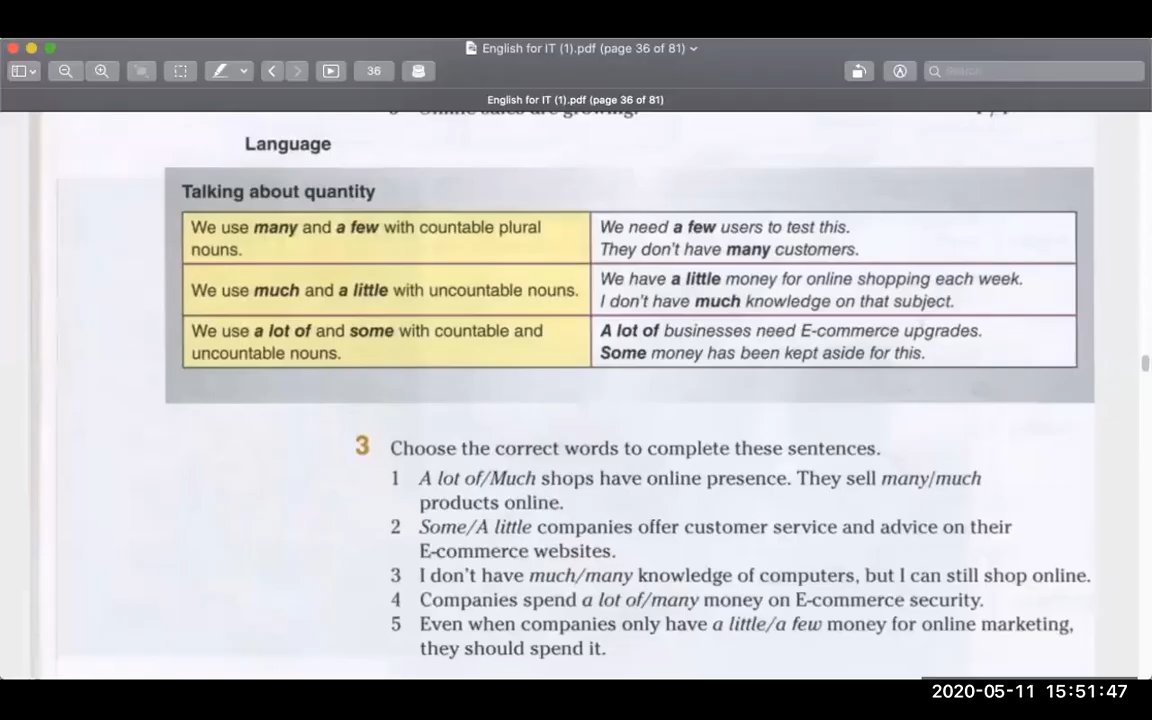 English for IT (1).pdf (page 36 of 81)
36
Search
English for IT (1).pdf (page 36 of 81)
Online sales are growing.
Language
Talking about quantity
We use many and a few with countable plural
nouns.
We need a few users to test this.
They don't have many customers.
We use much and a little with uncountable nouns.
We have a little money for online shopping each week.
I don't have much knowledge on that subject.
We use a lot of and some with countable and
uncountable nouns.
A lot of businesses need E-commerce upgrades.
Some money has been kept aside for this.
3 Choose the correct words to complete these sentences.
1 A lot of/Much shops have online presence. They sell many/much
products online.
2 Some/A little companies offer customer service and advice on their
E-commerce websites.
3 I don't have much/many knowledge of computers, but I can still shop online.
4 Companies spend a lot of/many money on E-commerce security.
5 Even when companies only have a little/a few money for online marketing,
they should spend it.
2020-05-11 15:51:47